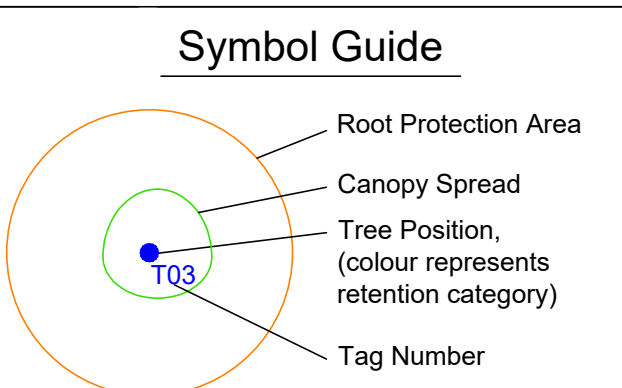 Symbol Guide
Root Protection Area
Canopy Spread
Tree Position,
(colour represents
retention category)
T03
Tag Number